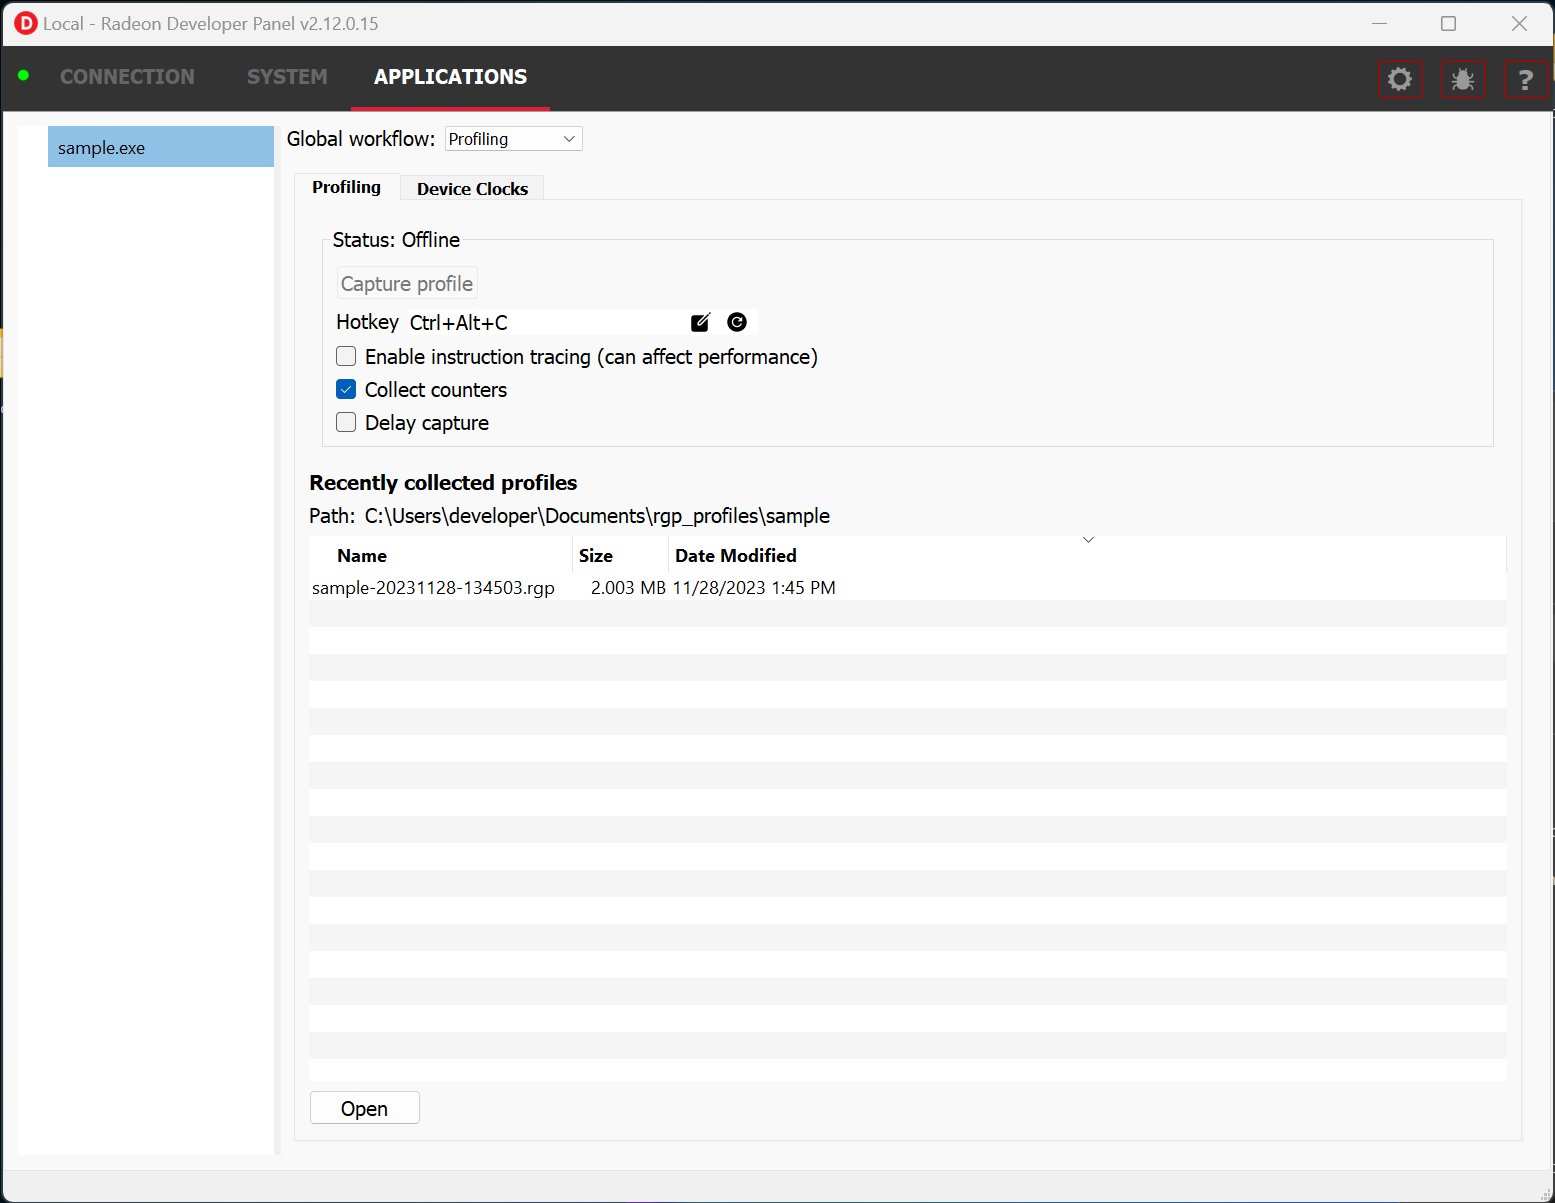 Local - Radeon Developer Panel v2.12.0.15
CONNECTION SYSTEM APPLICATIONS ?
sample.exe
Global workflow: Profiling
Profiling Device Clocks
Status: Offline
Capture profile
Hotkey Ctrl+Alt+C
Enable instruction tracing (can affect performance)
Collect counters
Delay capture
Recently collected profiles
Path: C:\Users\developer\Documents\rgp_profiles\sample
Name Size Date Modified
sample-20231128-134503.rgp 2.003 MB 11/28/2023 1:45 PM
Open